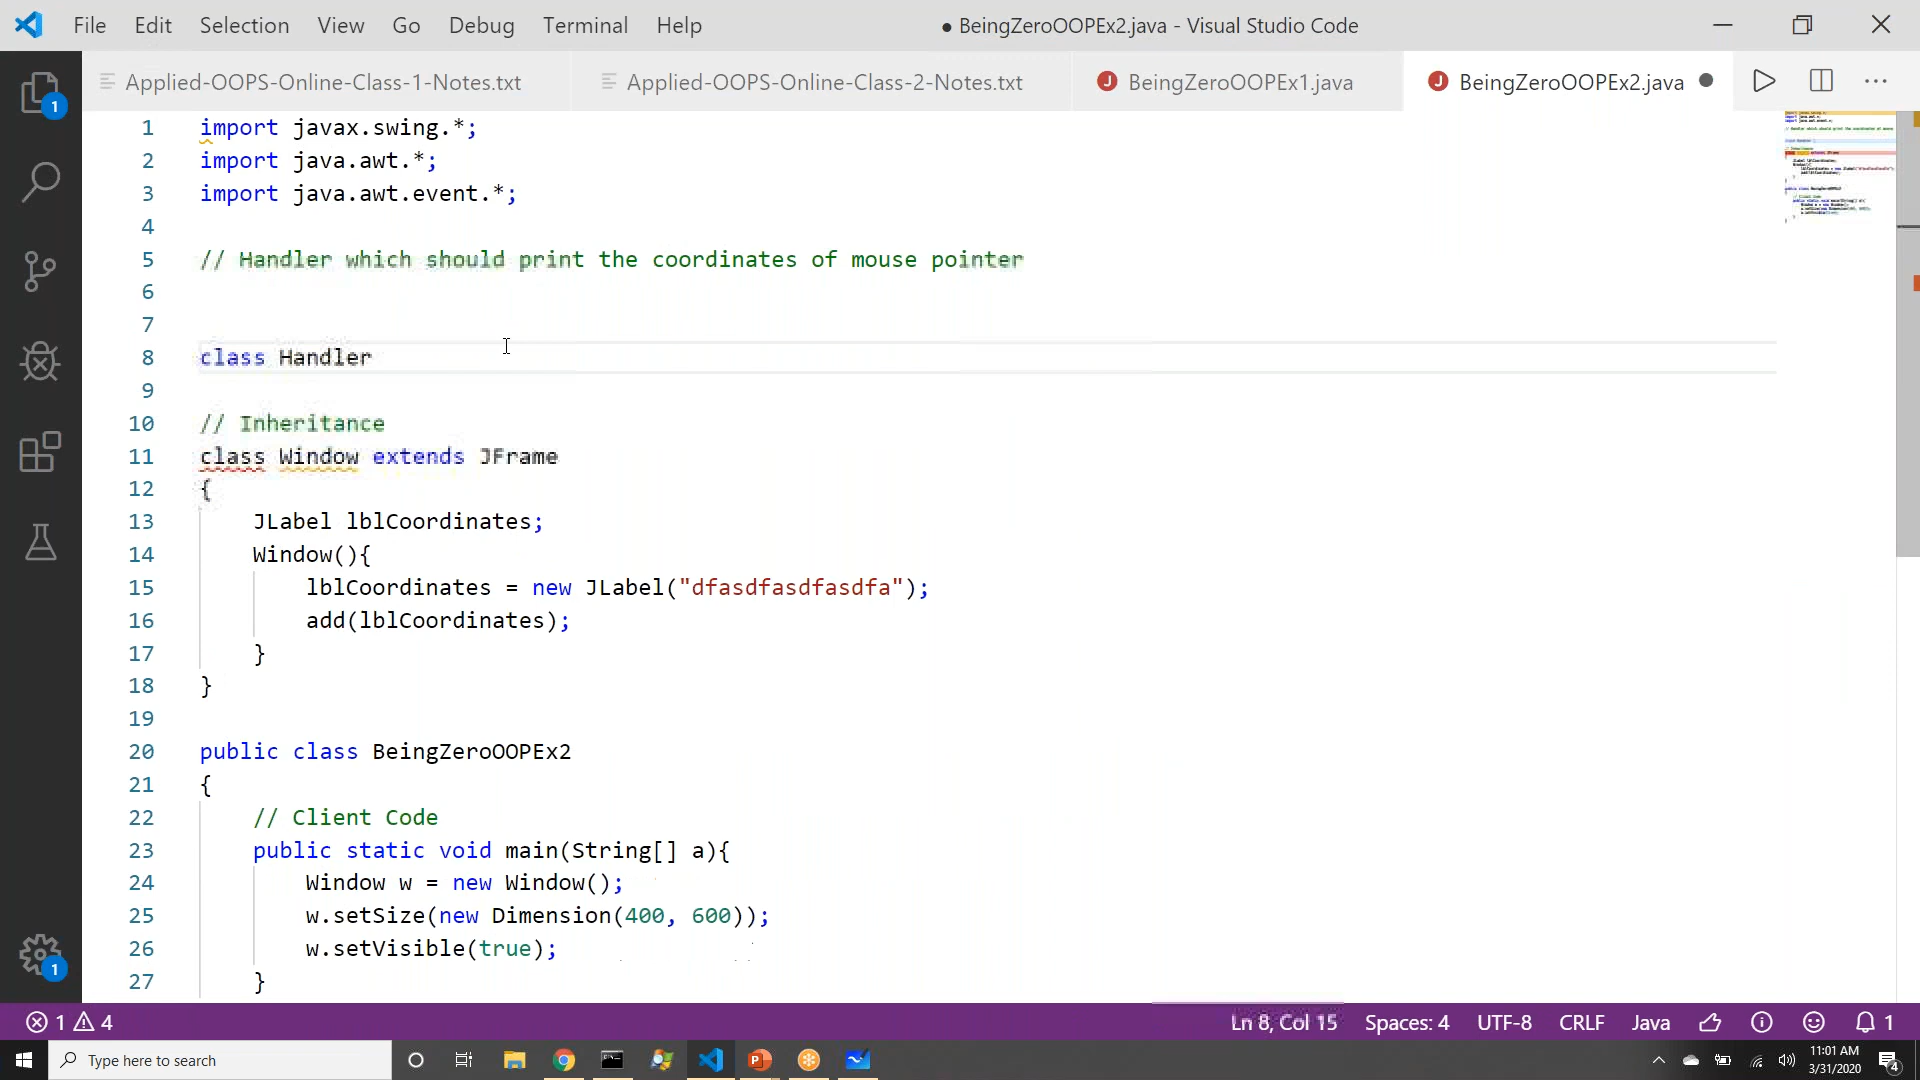 File Edit Selection View Go Debug Terminal Help ● BeingZeroOOPEx2.java - Visual Studio Code
Applied-OOPS-Online-Class-1-Notes.txt Applied-OOPS-Online-Class-2-Notes.txt J BeingZeroOOPEx1.java J BeingZeroOOPEx2.java
1 import javax.swing.*;
2 import java.awt.*;
3 import java.awt.event.*;
4
5 // Handler which should print the coordinates of mouse pointer
6
7
8 class Handler
9
10 // Inheritance
11 class Window extends JFrame
12 {
13 JLabel lblCoordinates;
14 Window(){
15 lblCoordinates = new JLabel("dfasdfasdfasdfa");
16 add(lblCoordinates);
17 }
18 }
19
20 public class BeingZeroOOPEx2
21 {
22 // Client Code
23 public static void main(String[] a){
24 Window w = new Window();
25 w.setSize(new Dimension(400, 600));
26 w.setVisible(true);
27 }
1
1
1 4 Ln 8, Col 15 Spaces: 4 UTF-8 CRLF Java 1
Type here to search 11:01 AM
3/31/2020 4